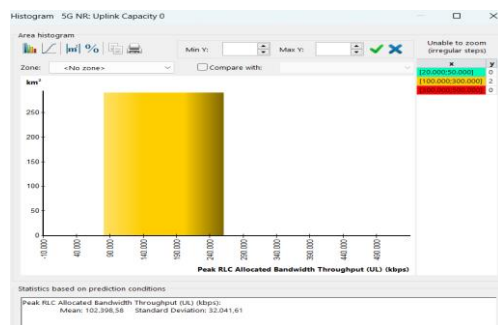 Histogram 5G NR: Uplink Capacity 0
Area histogram
Min Y:
Max Y:
Unable to zoom
(irregular steps)
Zone: <No zone>
Compare with:
x y
[20.000;50.000] 0
[100.000;300.000] 2
0
km²
250
200
150
100
50
0
-10.000 40.000 90.000 140.000 190.000 240.000 290.000 340.000 390.000 440.000 490.000
Peak RLC Allocated Bandwidth Throughput (UL) (kbps)
Statistics based on prediction conditions
Peak RLC Allocated Bandwidth Throughput (UL) (kbps):
Mean: 102.398,58 Standard Deviation: 32.041,61